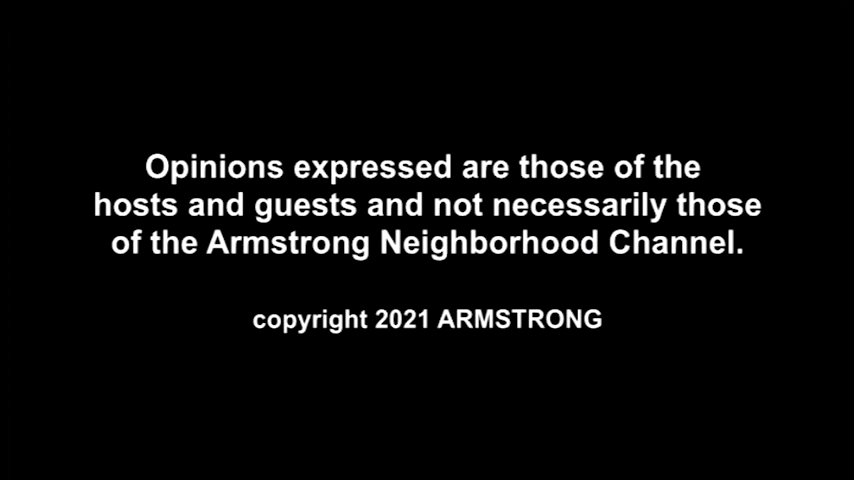 Opinions expressed are those of the
hosts and guests and not necessarily those
of the Armstrong Neighborhood Channel.
copyright 2021 ARMSTRONG